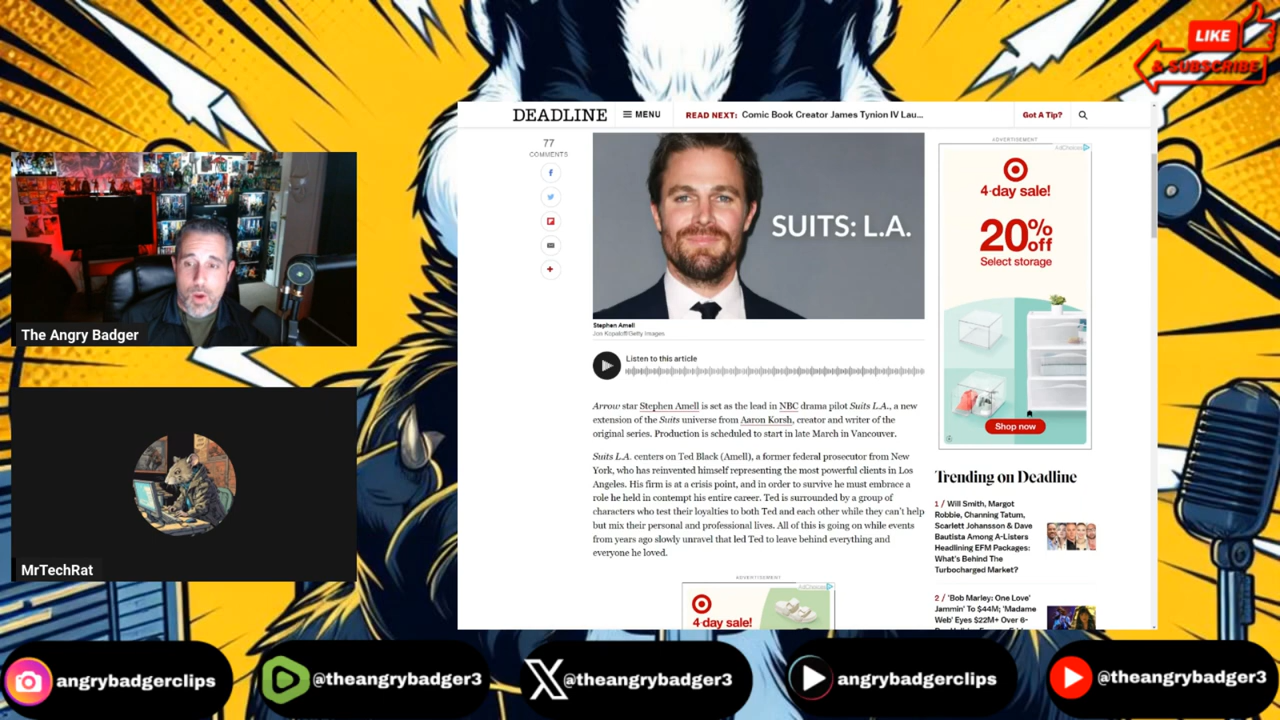 LIKE
& SUBSCRIBE
DEADLINE
MENU
READ NEXT: Comic Book Creator James Tynion IV Lau...
Got A Tip?
77
COMMENTS
SUITS: L.A.
Stephen Amell
Jon Kopaloff/Getty Images
Listen to this article
Arrow star Stephen Amell is set as the lead in NBC drama pilot Suits L.A., a new
extension of the Suits universe from Aaron Korsh, creator and writer of the
original series. Production is scheduled to start in late March in Vancouver.
Suits L.A. centers on Ted Black (Amell), a former federal prosecutor from New
York, who has reinvented himself representing the most powerful clients in Los
Angeles. His firm is at a crisis point, and in order to survive he must embrace a
role he held in contempt his entire career. Ted is surrounded by a group of
characters who test their loyalties to both Ted and each other while they can't help
but mix their personal and professional lives. All of this is going on while events
from years ago slowly unravel that led Ted to leave behind everything and
everyone he loved.
ADVERTISEMENT
AdChoices
4-day sale!
ADVERTISEMENT
AdChoices
4-day sale!
20% off
Select storage
Shop now
Trending on Deadline
1 / Will Smith, Margot
Robbie, Channing Tatum,
Scarlett Johansson & Dave
Bautista Among A-Listers
Headlining EFM Packages:
What's Behind The
Turbocharged Market?
2 / 'Bob Marley: One Love'
Jammin' To $44M; 'Madame
Web' Eyes $22M+ Over 6-
The Angry Badger
MrTechRat
angrybadgerclips
@theangrybadger3
@theangrybadger3
angrybadgerclips
@theangrybadger3